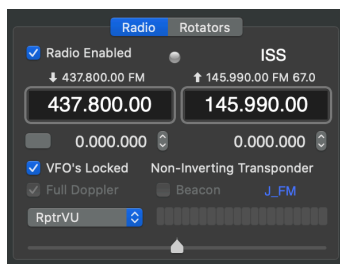 Radio Rotators
Radio Enabled ISS
⬇ 437.800.00 FM ⬆ 145.990.00 FM 67.0
437.800.00 145.990.00
0.000.000 0.000.000
VFO's Locked Non-Inverting Transponder
Full Doppler Beacon J_FM
RptrVU